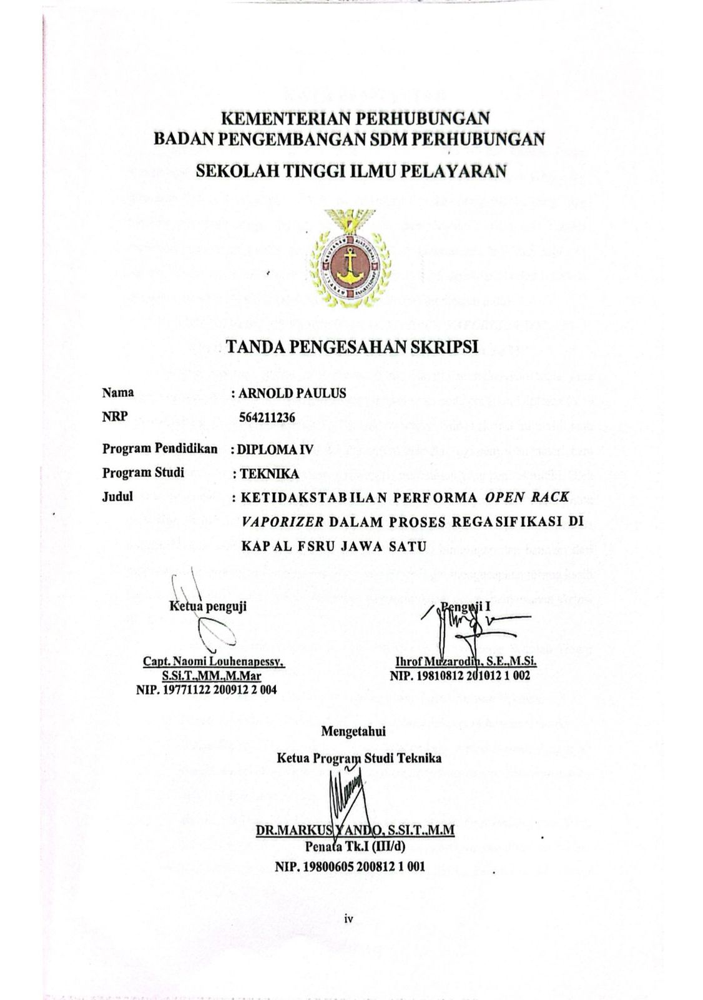 KEMENTERIAN PERHUBUNGAN
BADAN PENGEMBANGAN SDM PERHUBUNGAN
SEKOLAH TINGGI ILMU PELAYARAN
TANDA PENGESAHAN SKRIPSI
Nama : ARNOLD PAULUS
NRP 564211236
Program Pendidikan : DIPLOMA IV
Program Studi : TEKNIKA
Judul : KETIDAKSTABILAN PERFORMA OPEN RACK
VAPORIZER DALAM PROSES REGASIFIKASI DI
KAPAL FSRU JAWA SATU
Ketua penguji
Capt. Naomi Louhenapessy,
S.Si.T.,MM.,M.Mar
NIP. 19771122 200912 2 004
Penguji I
Ihrof Muzarodin, S.E.,M.Si.
NIP. 19810812 201012 1 002
Mengetahui
Ketua Program Studi Teknika
DR.MARKUS YANDO, S.SI.T.,M.M
Penata Tk.I (III/d)
NIP. 19800605 200812 1 001
iv